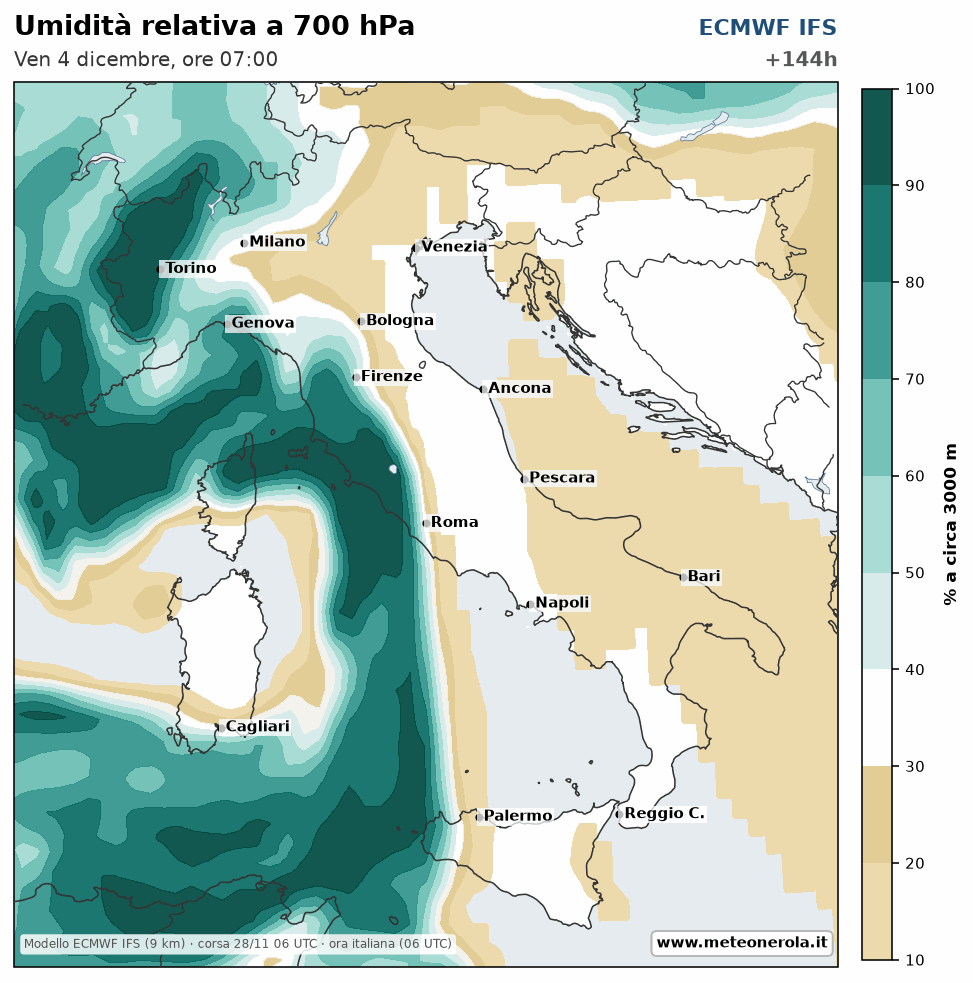 Umidità relativa a 700 hPa
ECMWF IFS
Ven 4 dicembre, ore 07:00
+144h
Milano
Venezia
Torino
Genova
Bologna
Firenze
Ancona
Pescara
Roma
Bari
Napoli
Cagliari
Palermo
Reggio C.
100
90
80
70
60
50
40
30
20
10
% a circa 3000 m
Modello ECMWF IFS (9 km) · corsa 28/11 06 UTC · ora italiana (06 UTC)
www.meteonerola.it